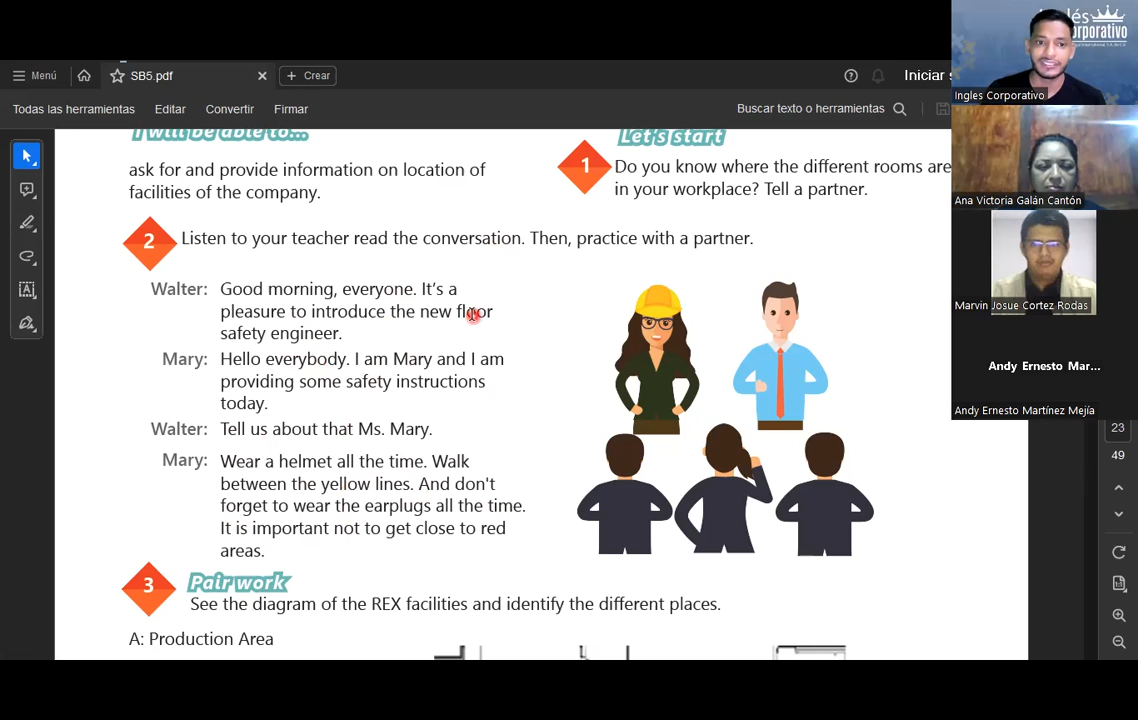 Menú
SB5.pdf
Crear
Iniciar s
Todas las herramientas
Editar
Convertir
Firmar
Buscar texto o herramientas
I will be able to...
ask for and provide information on location of
facilities of the company.
Let's start
1
Do you know where the different rooms are
in your workplace? Tell a partner.
2
Listen to your teacher read the conversation. Then, practice with a partner.
Walter: Good morning, everyone. It's a
pleasure to introduce the new floor
safety engineer.
Mary: Hello everybody. I am Mary and I am
providing some safety instructions
today.
Walter: Tell us about that Ms. Mary.
Mary: Wear a helmet all the time. Walk
between the yellow lines. And don't
forget to wear the earplugs all the time.
It is important not to get close to red
areas.
3
Pair work
See the diagram of the REX facilities and identify the different places.
A: Production Area
Ingles Corporativo
Ana Victoria Galán Cantón
Marvin Josue Cortez Rodas
Andy Ernesto Mar...
Andy Ernesto Martínez Mejía
23
49